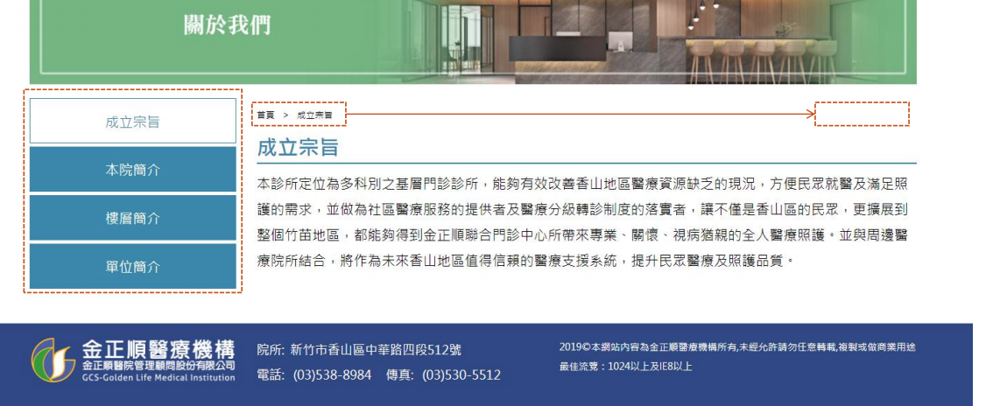 關於我們
成立宗旨
本院簡介
樓層簡介
單位簡介
首頁 > 成立宗旨
成立宗旨
本診所定位為多科別之基層門診診所，能夠有效改善香山地區醫療資源缺乏的現況，方便民眾就醫及滿足照
護的需求，並做為社區醫療服務的提供者及醫療分級轉診制度的落實者，讓不僅是香山區的民眾，更擴展到
整個竹苗地區，都能夠得到金正順聯合門診中心所帶來專業、關懷、視病猶親的全人醫療照護。並與周邊醫
療院所結合，將作為未來香山地區值得信賴的醫療支援系統，提升民眾醫療及照護品質。
金正順醫療機構
金正順醫院管理顧問股份有限公司
GCS-Golden Life Medical Institution
院所: 新竹市香山區中華路四段512號
電話: (03)538-8984 傳真: (03)530-5512
2019©本網站內容為金正順醫療機構所有,未經允許請勿任意轉載,複製或做商業用途
最佳流覽：1024以上及IE8以上